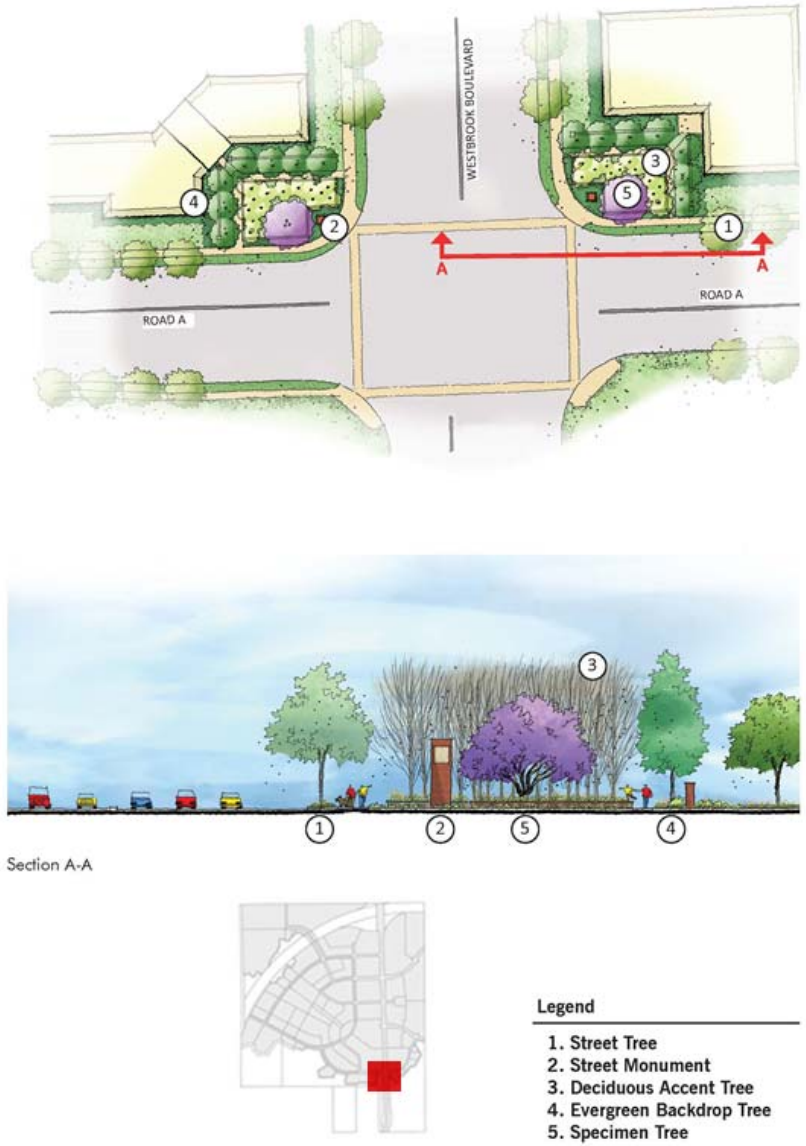 WESTBROOK BOULEVARD
3
5
4
2
1
A
A
ROAD A
ROAD A
3
1
2
5
4
Section A-A
Legend
1. Street Tree
2. Street Monument
3. Deciduous Accent Tree
4. Evergreen Backdrop Tree
5. Specimen Tree